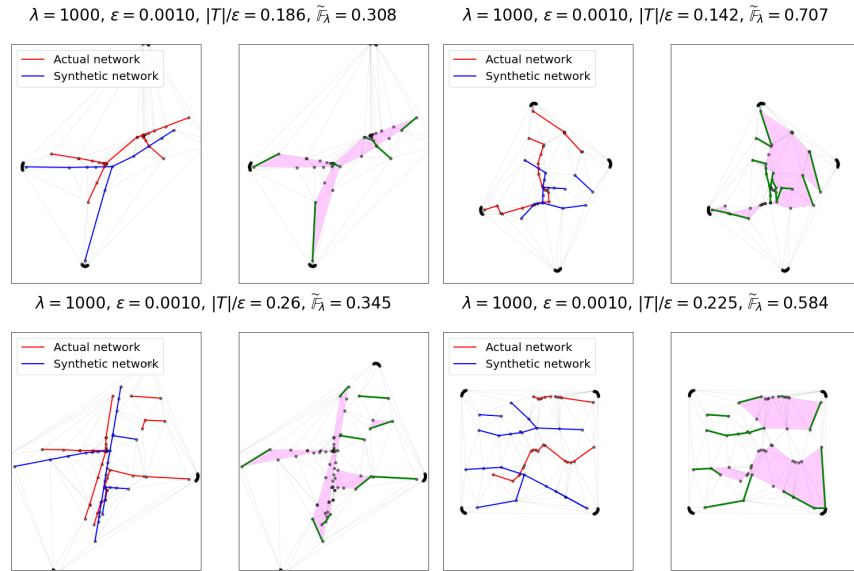 λ = 1000, ε = 0.0010, |T|/ε = 0.186, 𝔽̃_λ = 0.308
λ = 1000, ε = 0.0010, |T|/ε = 0.142, 𝔽̃_λ = 0.707
Actual network
Synthetic network
Actual network
Synthetic network
λ = 1000, ε = 0.0010, |T|/ε = 0.26, 𝔽̃_λ = 0.345
λ = 1000, ε = 0.0010, |T|/ε = 0.225, 𝔽̃_λ = 0.584
Actual network
Synthetic network
Actual network
Synthetic network